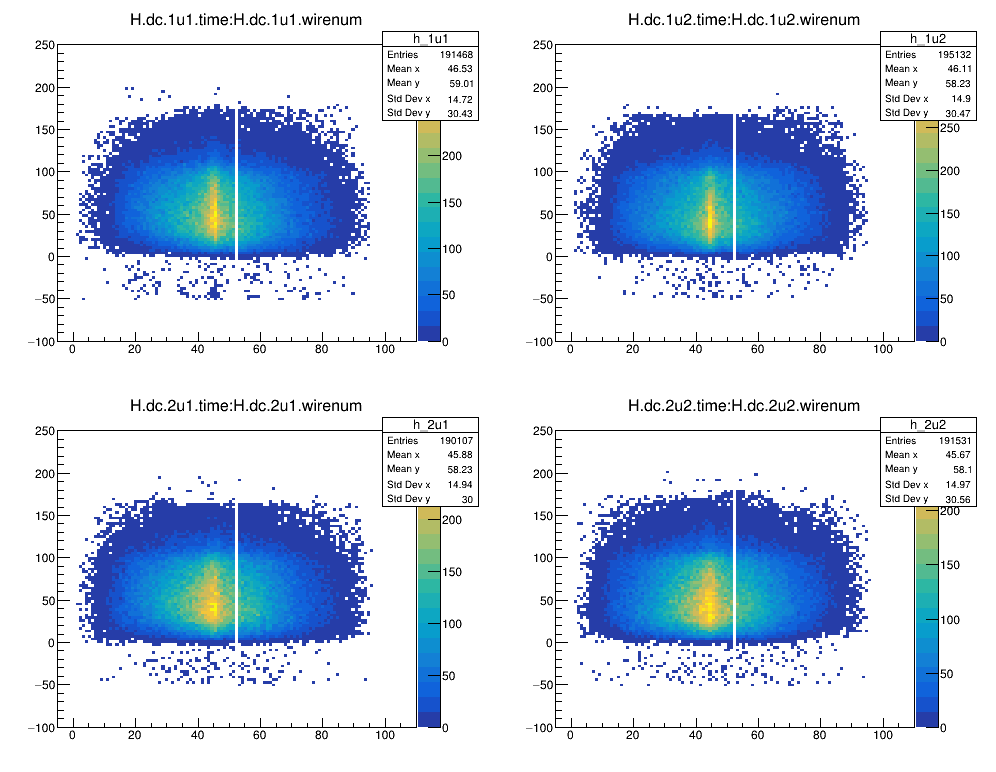 H.dc.1u1.time:H.dc.1u1.wirenum
h_1u1
Entries 191468
Mean x 46.53
Mean y 59.01
Std Dev x 14.72
Std Dev y 30.43
250
200
150
100
50
0
−50
−100
0 20 40 60 80 100
200
150
100
50
0
H.dc.1u2.time:H.dc.1u2.wirenum
h_1u2
Entries 195132
Mean x 46.11
Mean y 58.23
Std Dev x 14.9
Std Dev y 30.47
250
200
150
100
50
0
−50
−100
0 20 40 60 80 100
250
200
150
100
50
0
H.dc.2u1.time:H.dc.2u1.wirenum
h_2u1
Entries 190107
Mean x 45.88
Mean y 58.23
Std Dev x 14.94
Std Dev y 30
250
200
150
100
50
0
−50
−100
0 20 40 60 80 100
200
150
100
50
0
H.dc.2u2.time:H.dc.2u2.wirenum
h_2u2
Entries 191531
Mean x 45.67
Mean y 58.1
Std Dev x 14.97
Std Dev y 30.56
250
200
150
100
50
0
−50
−100
0 20 40 60 80 100
200
150
100
50
0